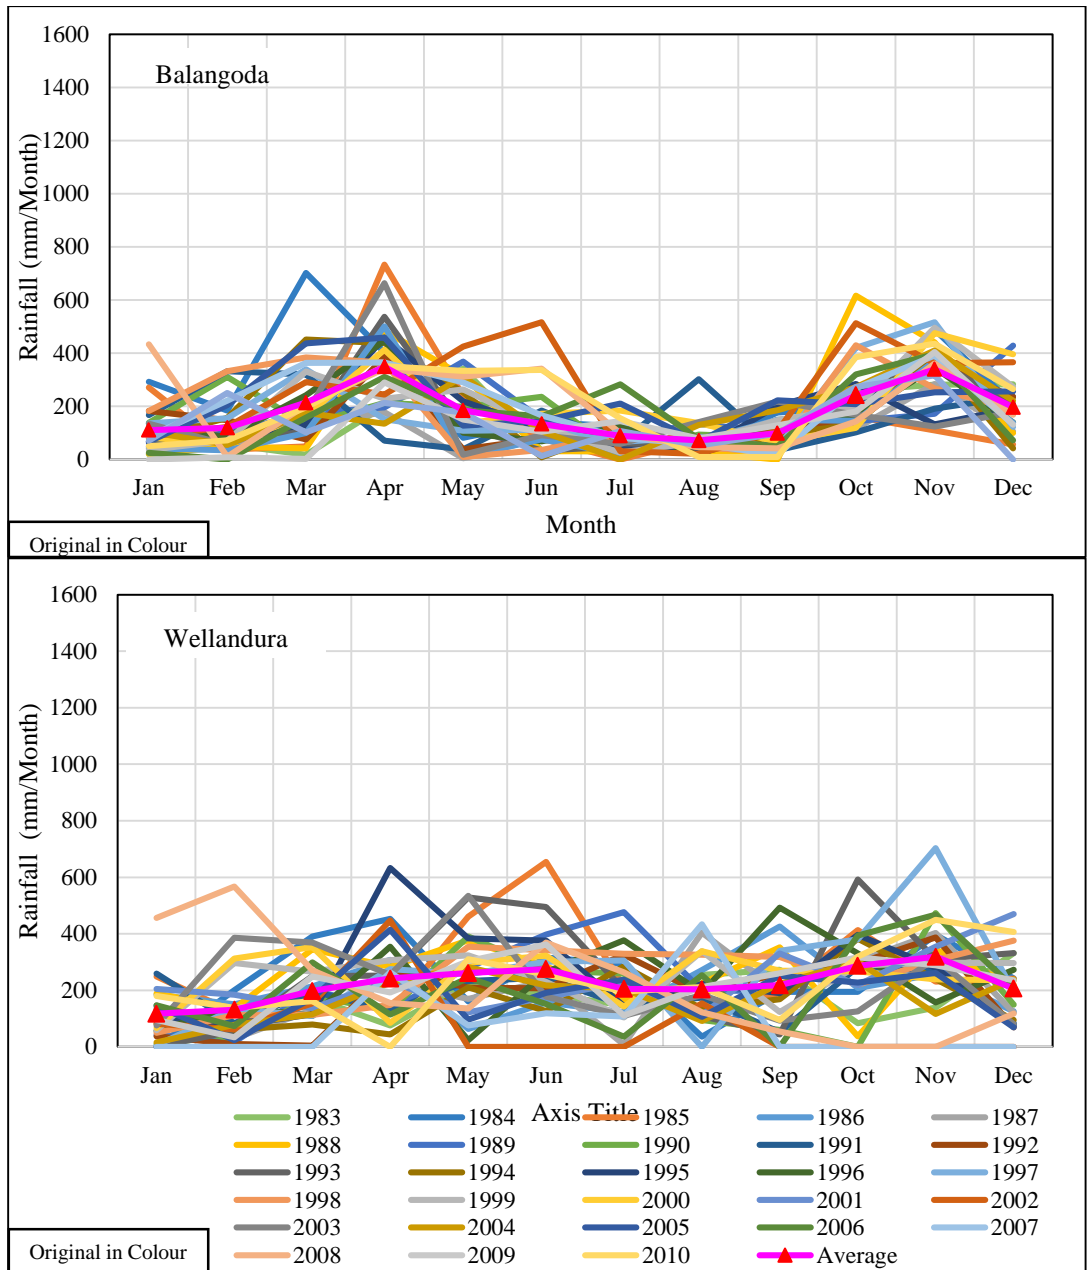 1600
Balangoda
1400
1200
1000
800
600
400
200
0
Rainfall (mm/Month)
Jan Feb Mar Apr May Jun Jul Aug Sep Oct Nov Dec
Month
Original in Colour
1600
Wellandura
1400
1200
1000
800
600
400
200
0
Rainfall (mm/Month)
Jan Feb Mar Apr May Jun Jul Aug Sep Oct Nov Dec
Axis Title
1983 1984 1985 1986 1987
1988 1989 1990 1991 1992
1993 1994 1995 1996 1997
1998 1999 2000 2001 2002
2003 2004 2005 2006 2007
2008 2009 2010 Average
Original in Colour